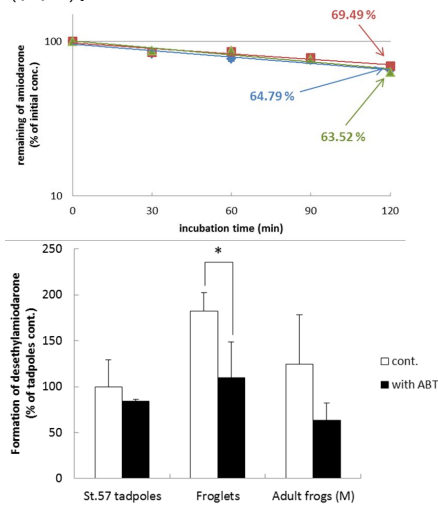 69.49 %
100
64.79 %
63.52 %
10
0 30 60 90 120
incubation time (min)
remaining of amiodarone
(% of initial conc.)
250
200
150
100
50
0
*
cont.
with ABT
St.57 tadpoles Froglets Adult frogs (M)
Formation of desethylamiodarone
(% of tadpoles cont.)